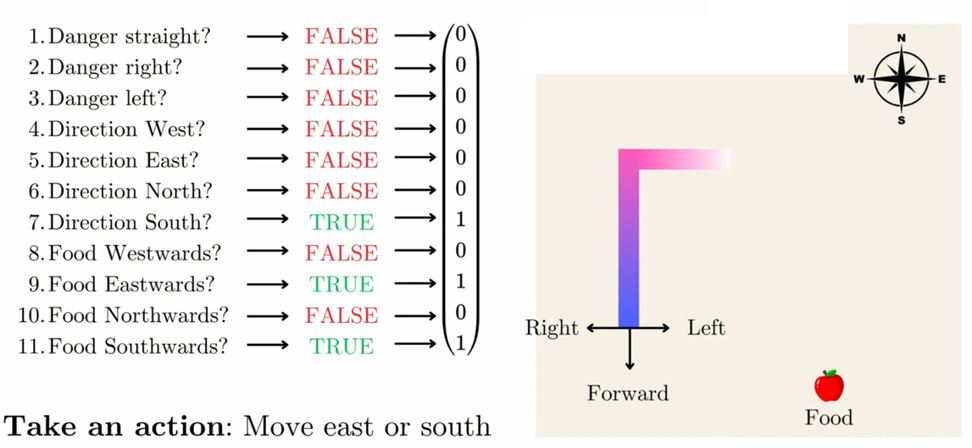 1. Danger straight? → FALSE → 0
2. Danger right? → FALSE → 0
3. Danger left? → FALSE → 0
4. Direction West? → FALSE → 0
5. Direction East? → FALSE → 0
6. Direction North? → FALSE → 0
7. Direction South? → TRUE → 1
8. Food Westwards? → FALSE → 0
9. Food Eastwards? → TRUE → 1
10. Food Northwards? → FALSE → 0
11. Food Southwards? → TRUE → 1
Take an action: Move east or south
N
W E
S
Right Left
Forward
Food